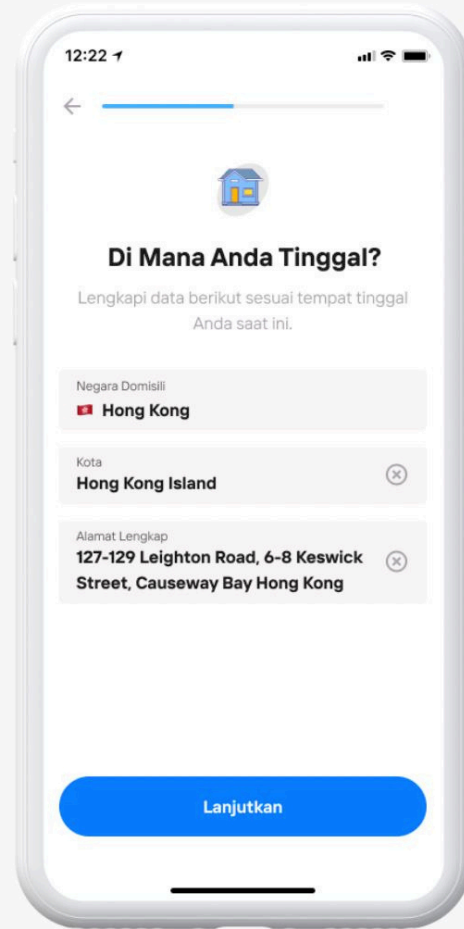 12:22
Di Mana Anda Tinggal?
Lengkapi data berikut sesuai tempat tinggal
Anda saat ini.
Negara Domisili
Hong Kong
Kota
Hong Kong Island
Alamat Lengkap
127-129 Leighton Road, 6-8 Keswick
Street, Causeway Bay Hong Kong
Lanjutkan